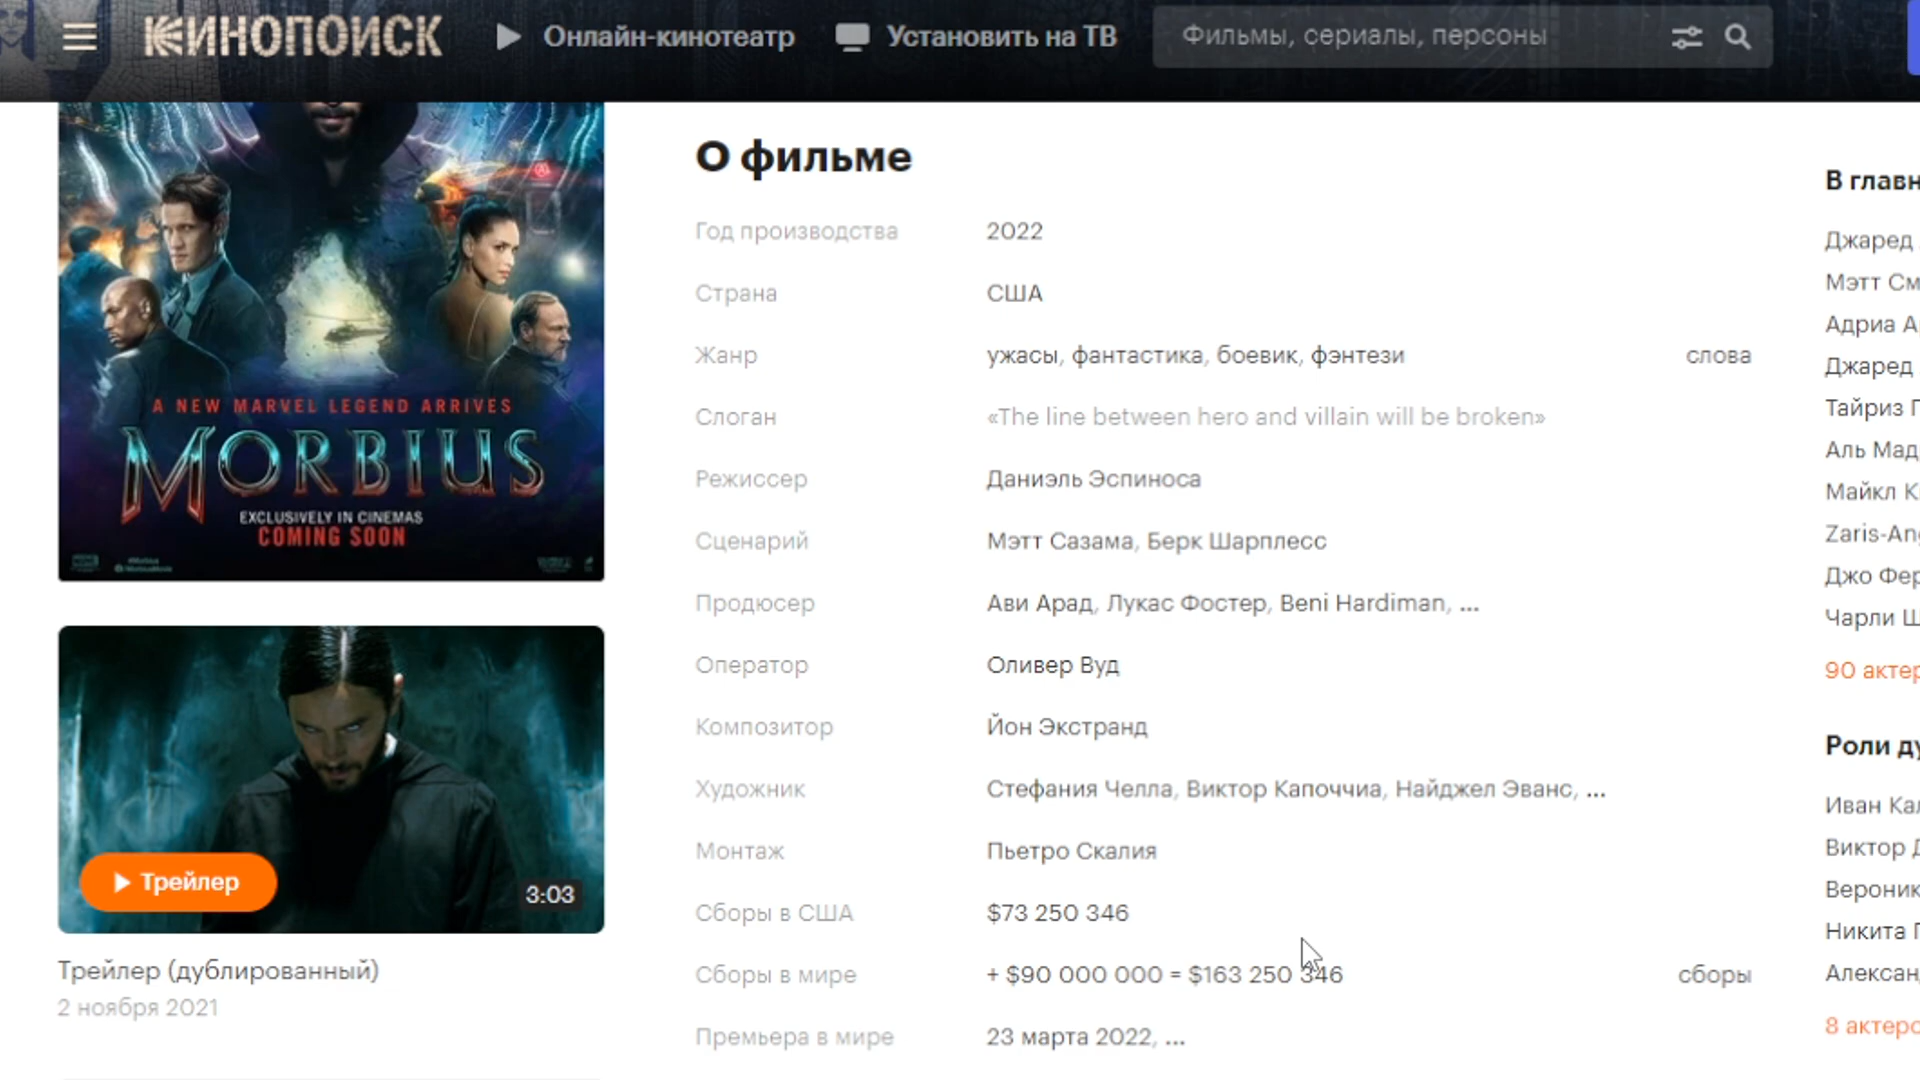 КИНОПОИСК
Онлайн-кинотеатр
Установить на ТВ
Фильмы, сериалы, персоны
A NEW MARVEL LEGEND ARRIVES
MORBIUS
EXCLUSIVELY IN CINEMAS
COMING SOON
Трейлер
3:03
Трейлер (дублированный)
2 ноября 2021
О фильме
Год производства 2022
Страна США
Жанр ужасы, фантастика, боевик, фэнтези слова
Слоган «The line between hero and villain will be broken»
Режиссер Даниэль Эспиноса
Сценарий Мэтт Сазама, Берк Шарплесс
Продюсер Ави Арад, Лукас Фостер, Beni Hardiman, ...
Оператор Оливер Вуд
Композитор Йон Экстранд
Художник Стефания Челла, Виктор Капоччиа, Найджел Эванс, ...
Монтаж Пьетро Скалия
Сборы в США $73 250 346
Сборы в мире + $90 000 000 = $163 250 346 сборы
Премьера в мире 23 марта 2022, ...
В главн
Джаред
Мэтт См
Адриа А
Джаред
Тайриз Г
Аль Мад
Майкл К
Zaris-An
Джо Фер
Чарли Ш
90 актер
Роли ду
Иван Кал
Виктор Д
Вероник
Никита П
Алексан
8 актеро